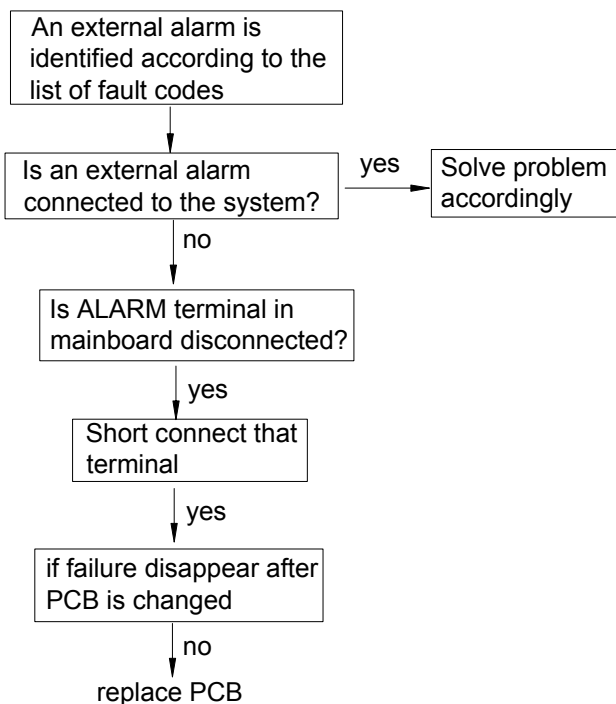 An external alarm is
identified according to the
list of fault codes
Is an external alarm
connected to the system?
yes
Solve problem
accordingly
no
Is ALARM terminal in
mainboard disconnected?
yes
Short connect that
terminal
yes
if failure disappear after
PCB is changed
no
replace PCB